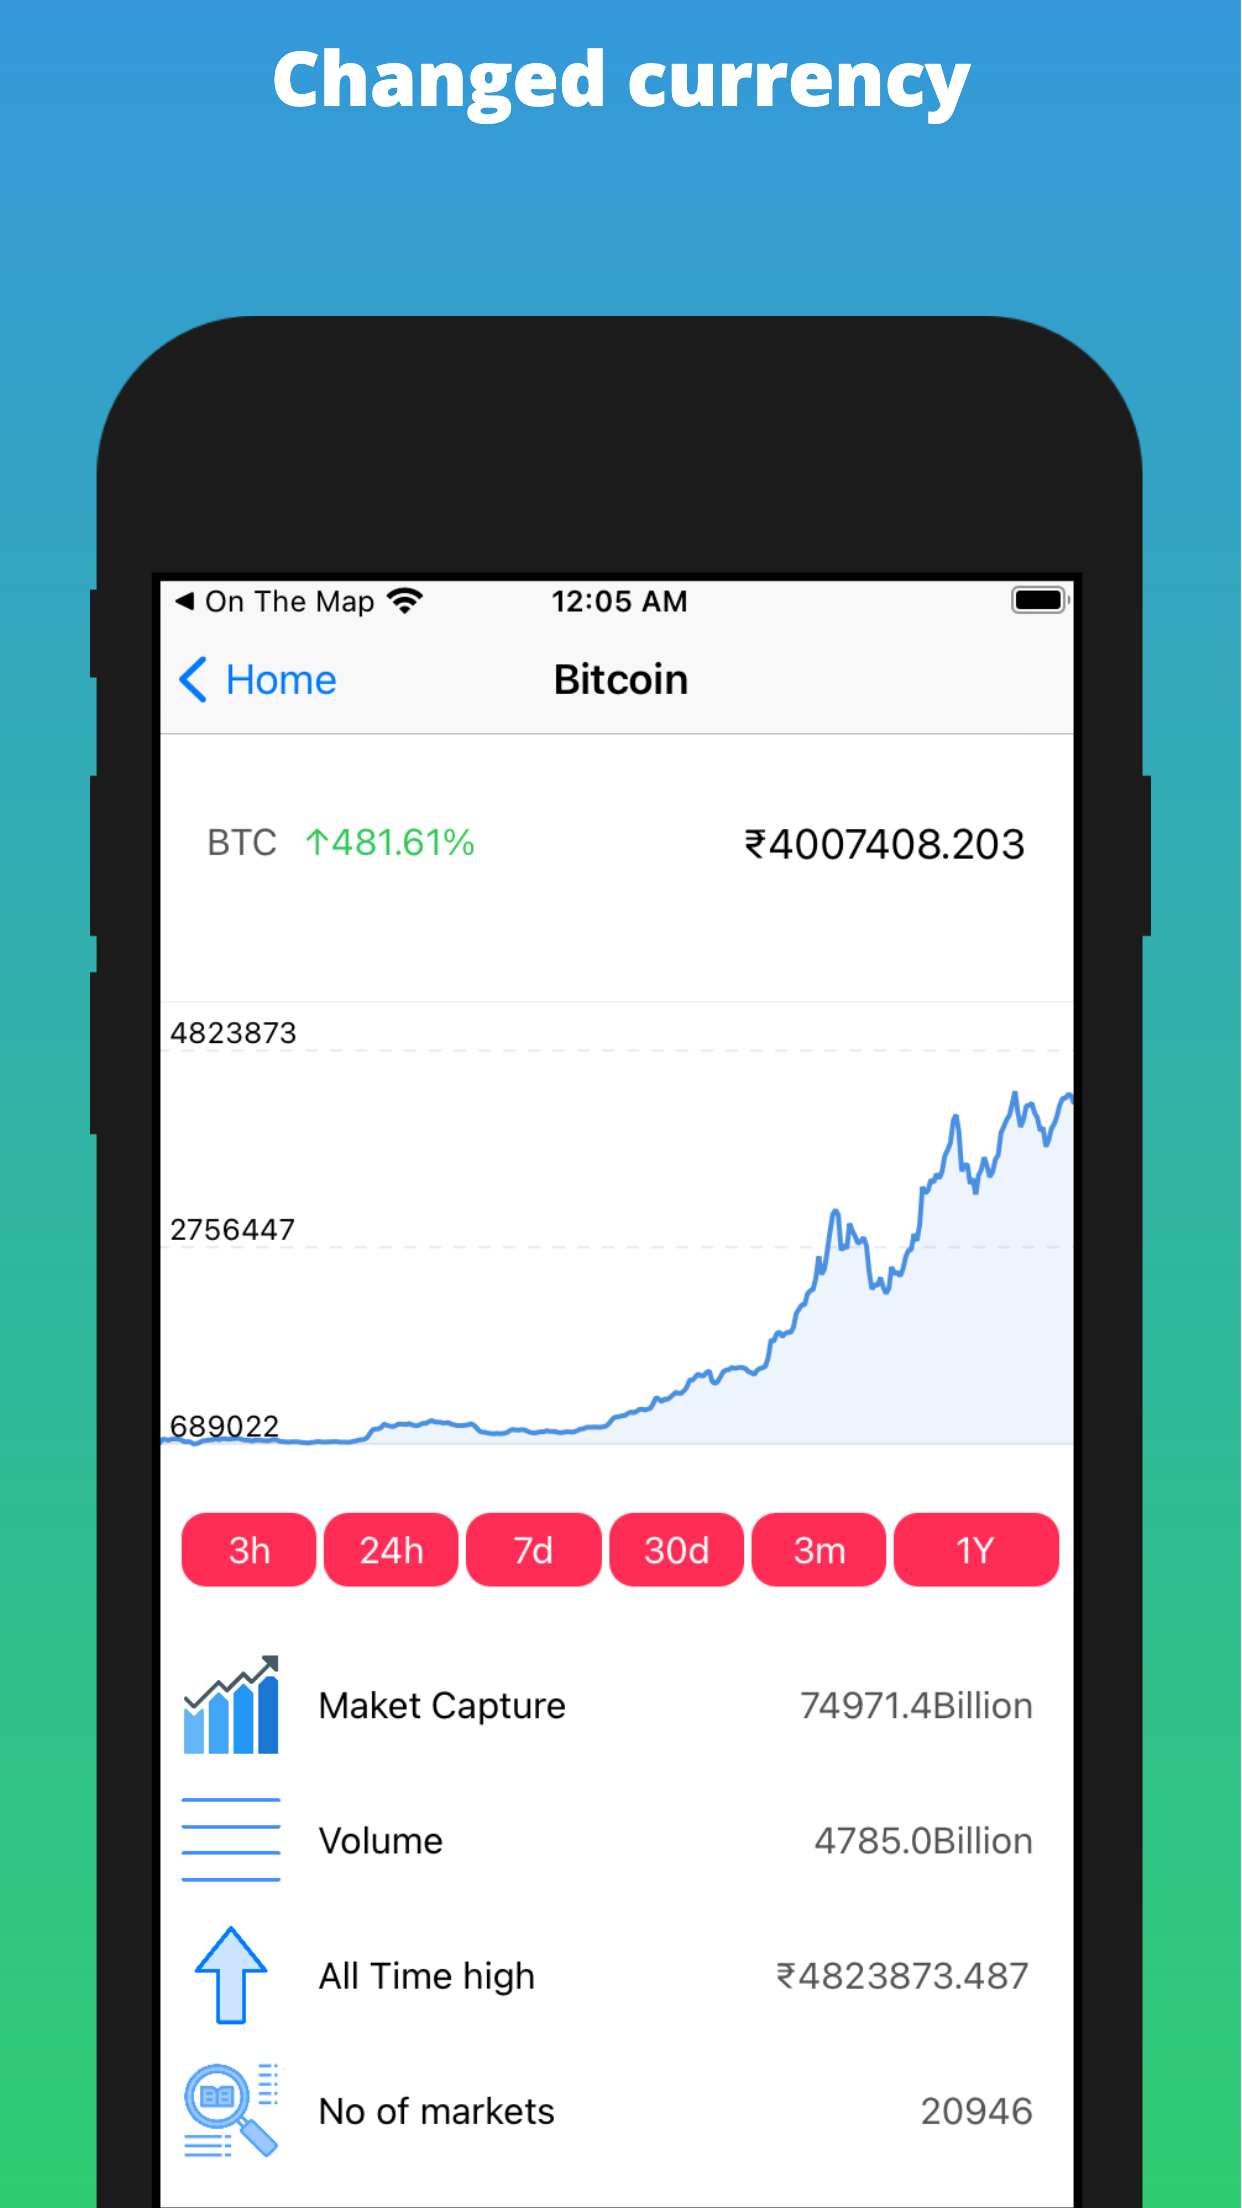 Changed currency
◀ On The Map 12:05 AM
Home Bitcoin
BTC ↑481.61% ₹4007408.203
4823873
2756447
689022
3h 24h 7d 30d 3m 1Y
Maket Capture 74971.4Billion
Volume 4785.0Billion
All Time high ₹4823873.487
No of markets 20946